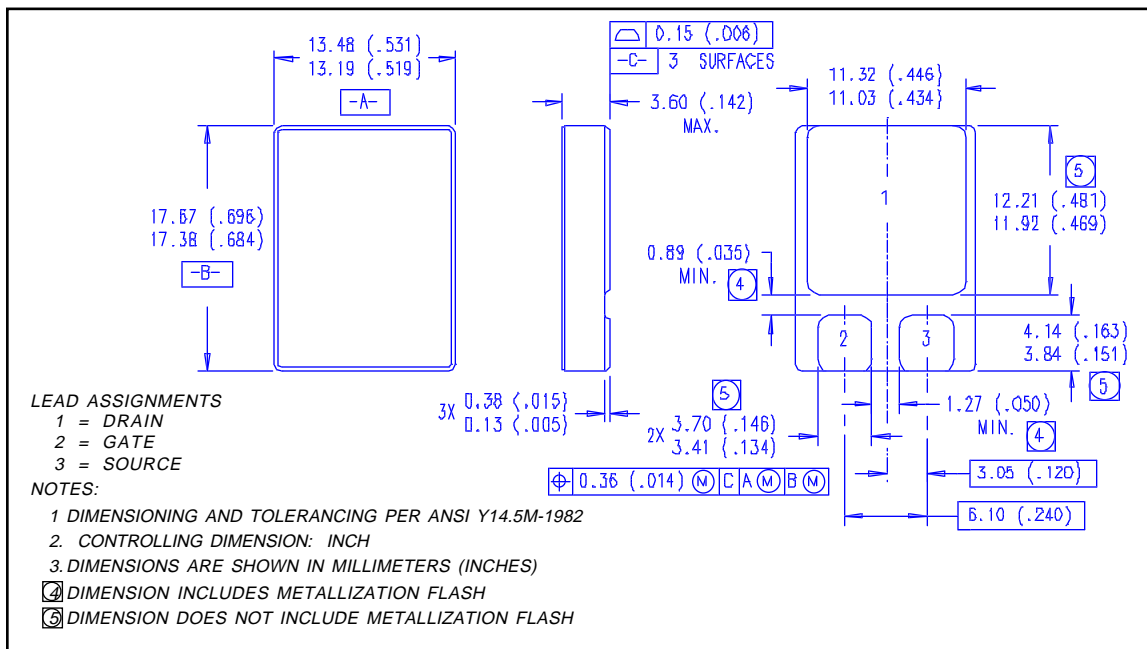 13.48 (.531)
13.19 (.519)
-A-
17.67 (.696)
17.38 (.684)
-B-
0.15 (.006)
-C- 3 SURFACES
3.60 (.142)
MAX.
3X 0.38 (.015)
0.13 (.005)
11.32 (.446)
11.03 (.434)
1
5
12.21 (.481)
11.92 (.469)
0.89 (.035)
MIN. 4
2
3
4.14 (.163)
3.84 (.151)
5
5
2X 3.70 (.146)
3.41 (.134)
1.27 (.050)
MIN. 4
⌖ 0.36 (.014) Ⓜ C A Ⓜ B Ⓜ
3.05 (.120)
6.10 (.240)
LEAD ASSIGNMENTS
1 = DRAIN
2 = GATE
3 = SOURCE
NOTES:
1 DIMENSIONING AND TOLERANCING PER ANSI Y14.5M-1982
2. CONTROLLING DIMENSION: INCH
3. DIMENSIONS ARE SHOWN IN MILLIMETERS (INCHES)
4 DIMENSION INCLUDES METALLIZATION FLASH
5 DIMENSION DOES NOT INCLUDE METALLIZATION FLASH